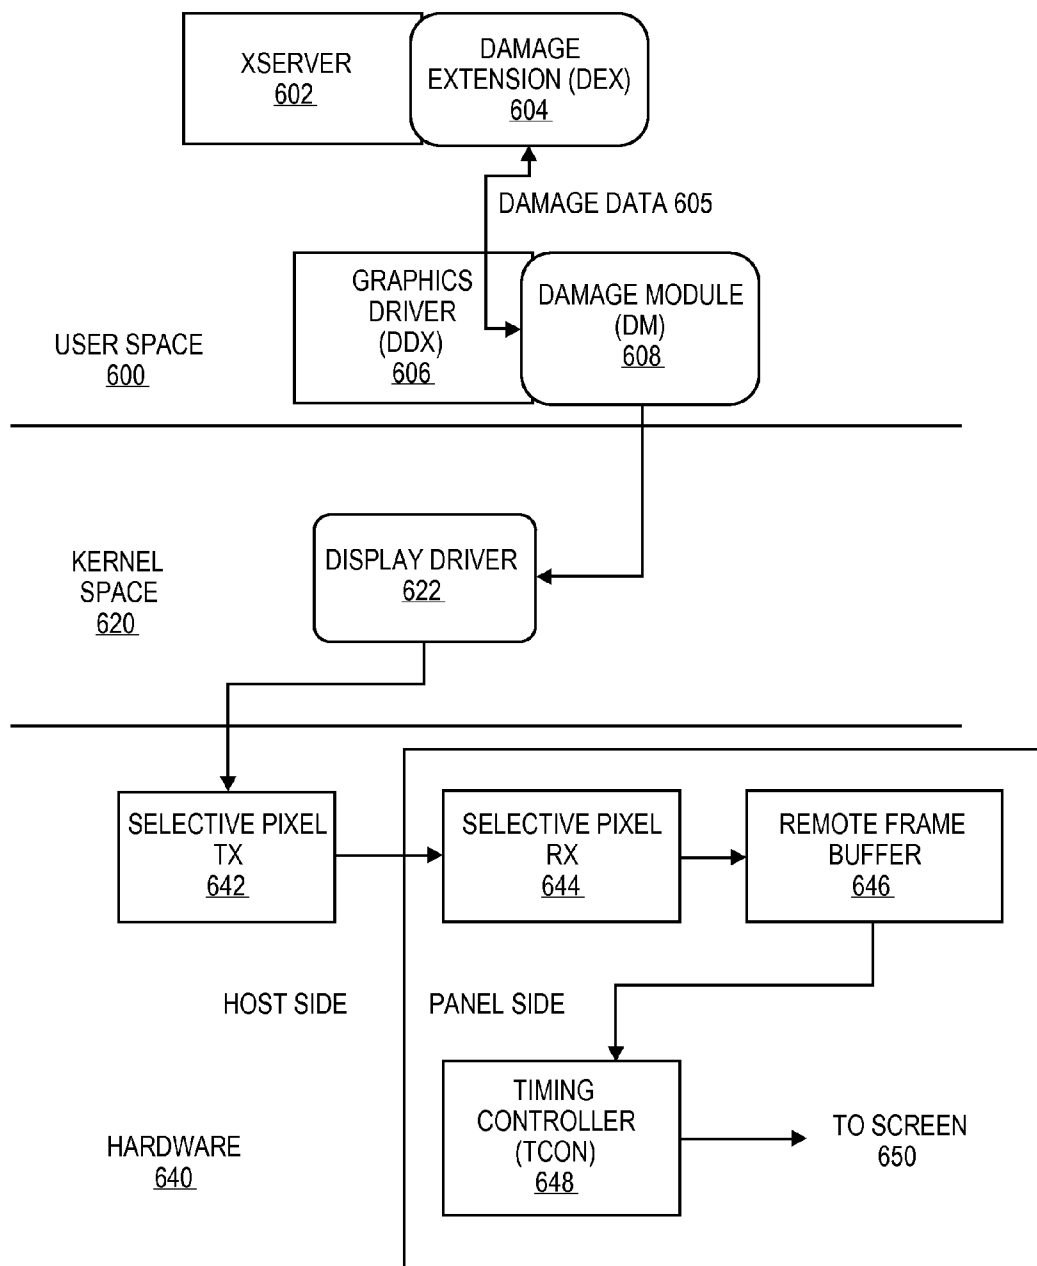 XSERVER
602
DAMAGE
EXTENSION (DEX)
604
DAMAGE DATA 605
GRAPHICS
DRIVER
(DDX)
606
DAMAGE MODULE
(DM)
608
USER SPACE
600
KERNEL
SPACE
620
DISPLAY DRIVER
622
SELECTIVE PIXEL
TX
642
SELECTIVE PIXEL
RX
644
REMOTE FRAME
BUFFER
646
HOST SIDE
PANEL SIDE
TIMING
CONTROLLER
(TCON)
648
TO SCREEN
650
HARDWARE
640